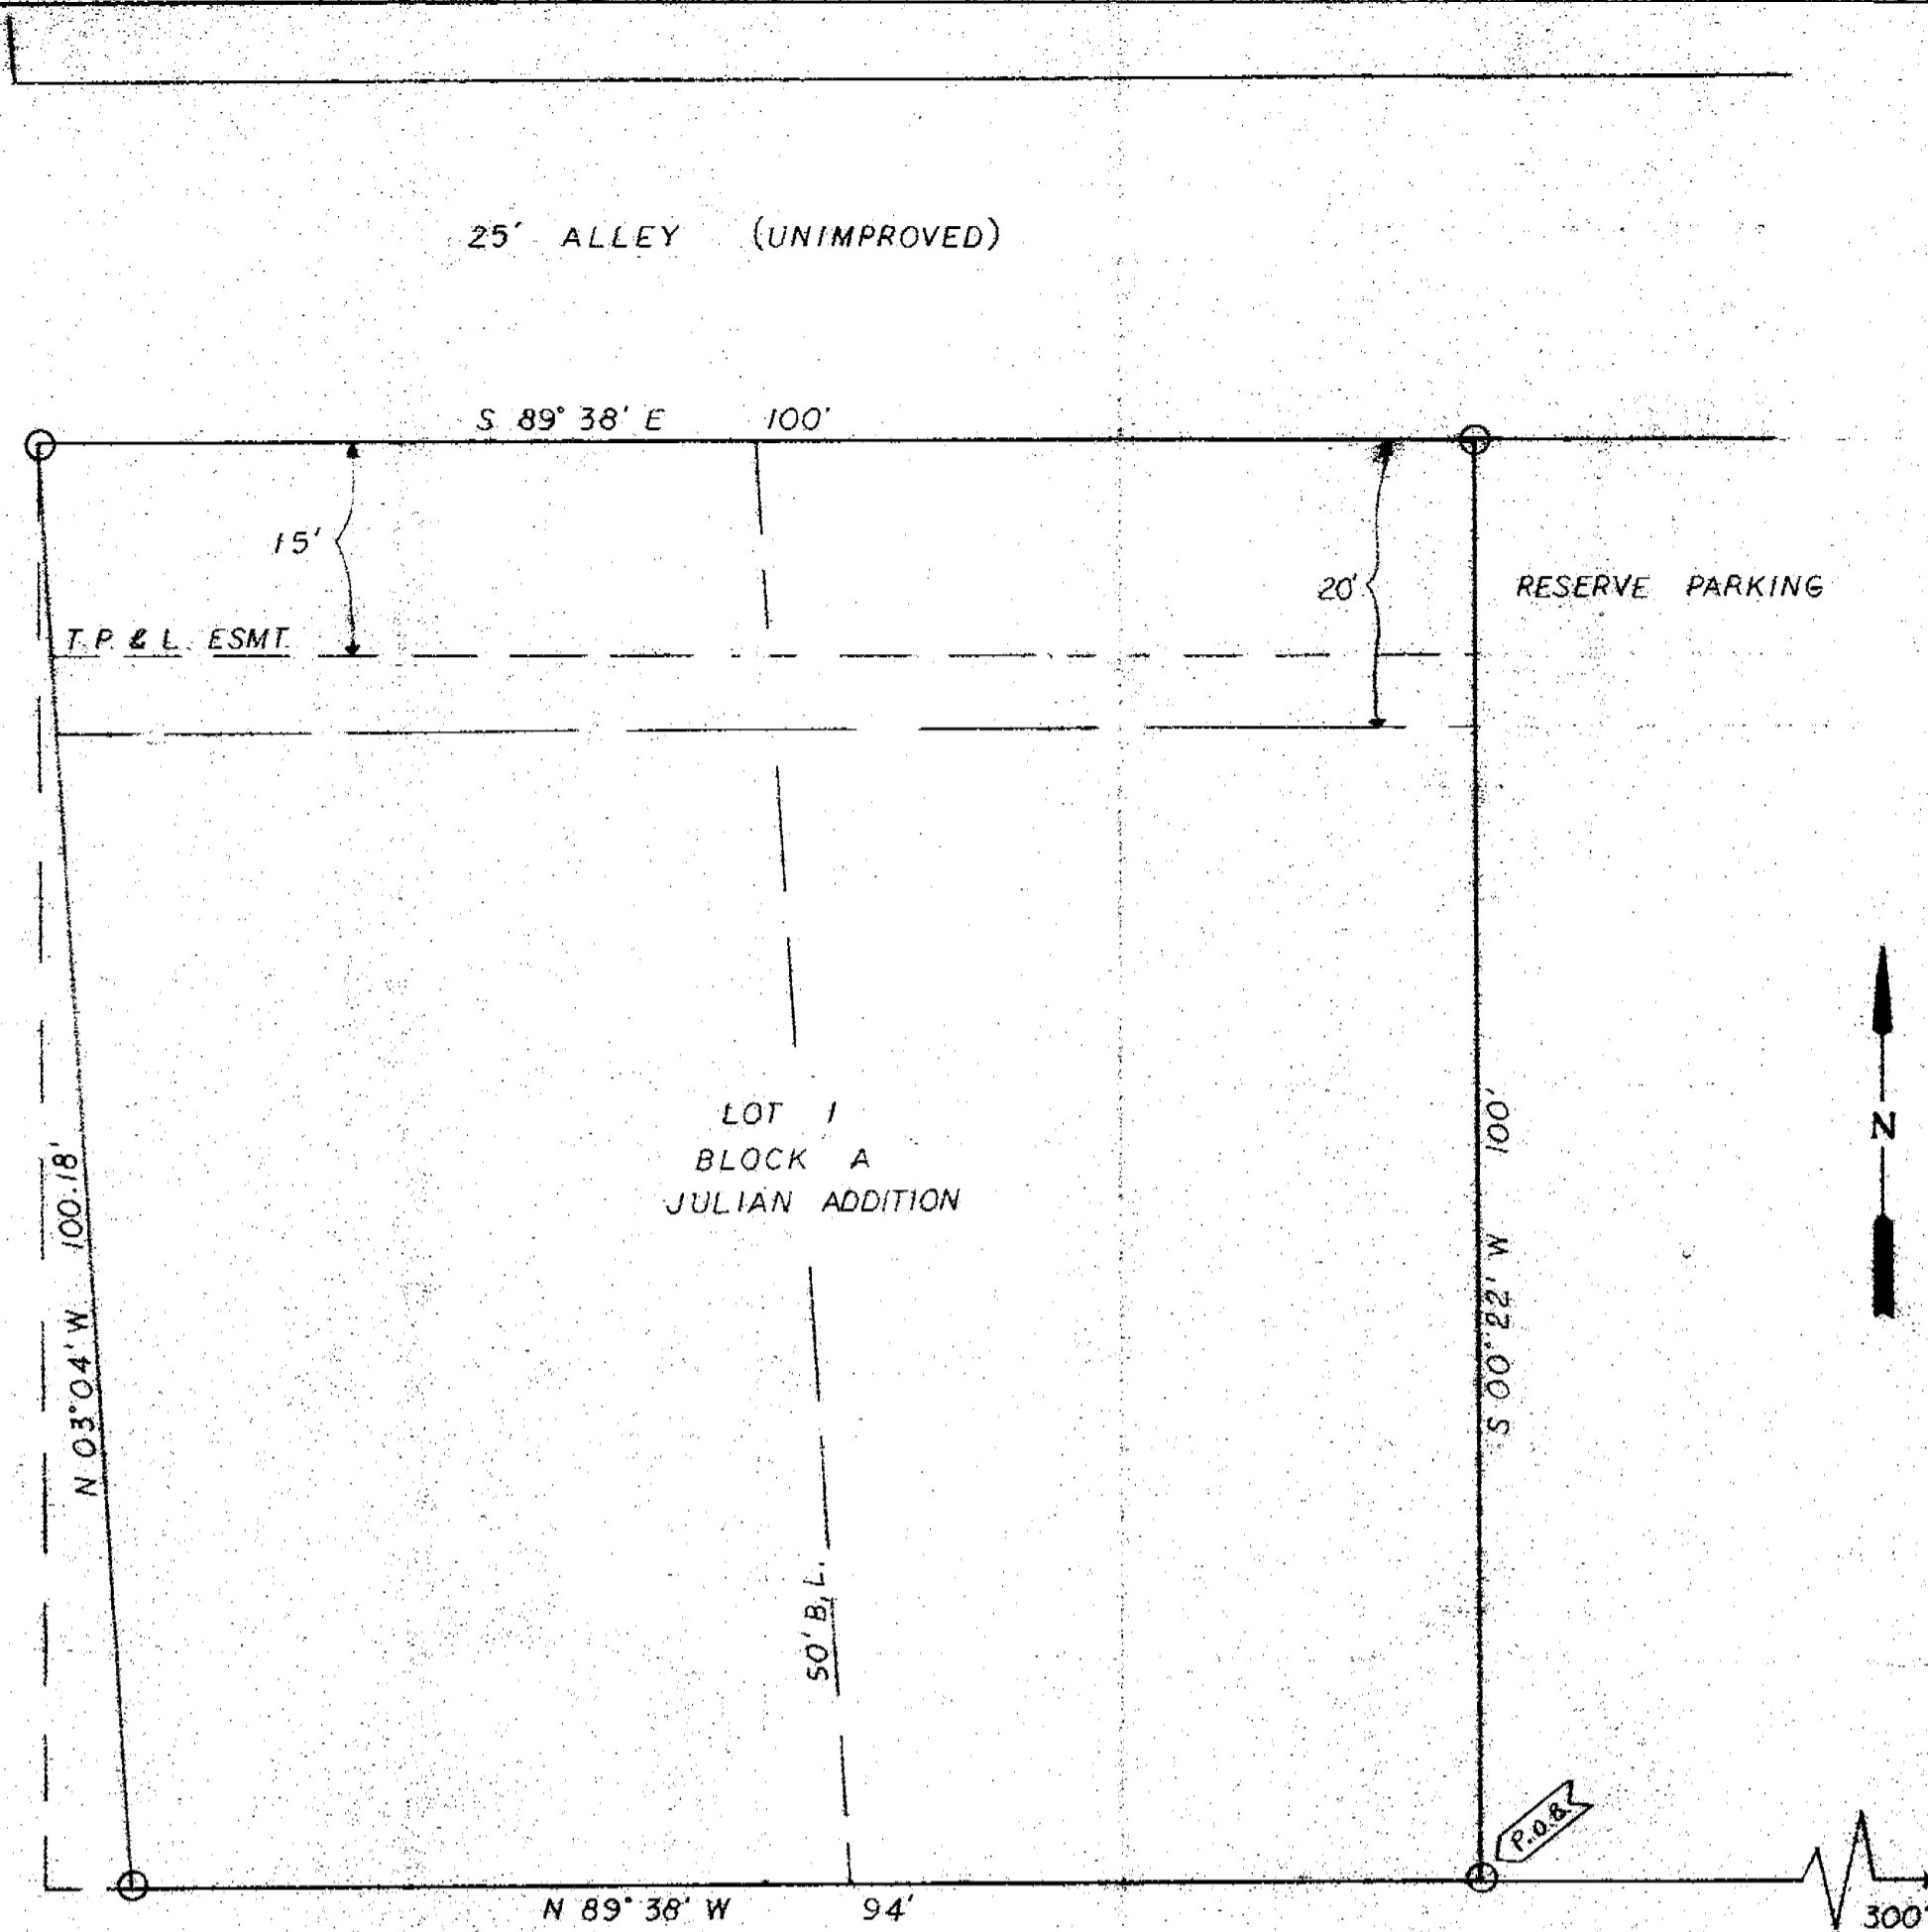 25' ALLEY (UNIMPROVED)
S 89° 38' E 100'
15'
20'
RESERVE PARKING
T. P. & L. ESMT.
LOT 1
BLOCK A
JULIAN ADDITION
N 03° 04' W 100.18'
S 00° 22' W 100'
N
50' B. L.
P.O.B.
N 89° 38' W 94'
300'